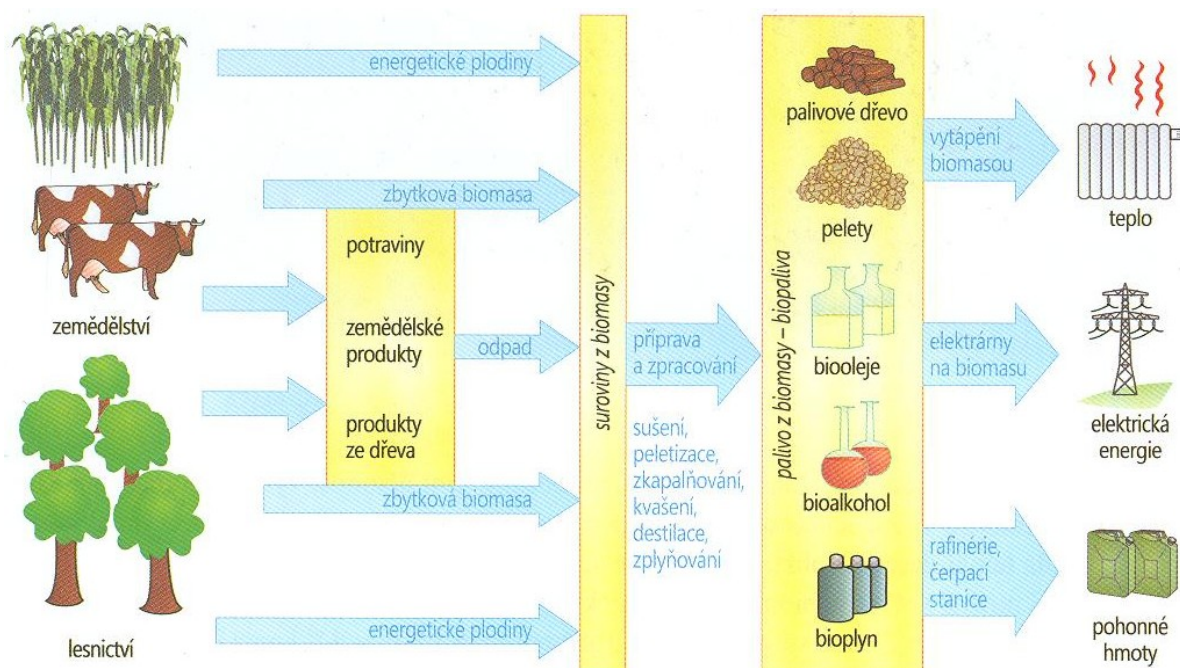 energetické plodiny
zbytková biomasa
zemědělství
potraviny
zemědělské
produkty
produkty
ze dřeva
odpad
zbytková biomasa
energetické plodiny
lesnictví
suroviny z biomasy
příprava
a zpracování
sušení,
peletizace,
zkapalňování,
kvašení,
destilace,
zplyňování
palivo z biomasy – biopaliva
palivové dřevo
pelety
biooleje
bioalkohol
bioplyn
vytápění
biomasou
teplo
elektrárny
na biomasu
elektrická
energie
rafinérie,
čerpací
stanice
pohonné
hmoty